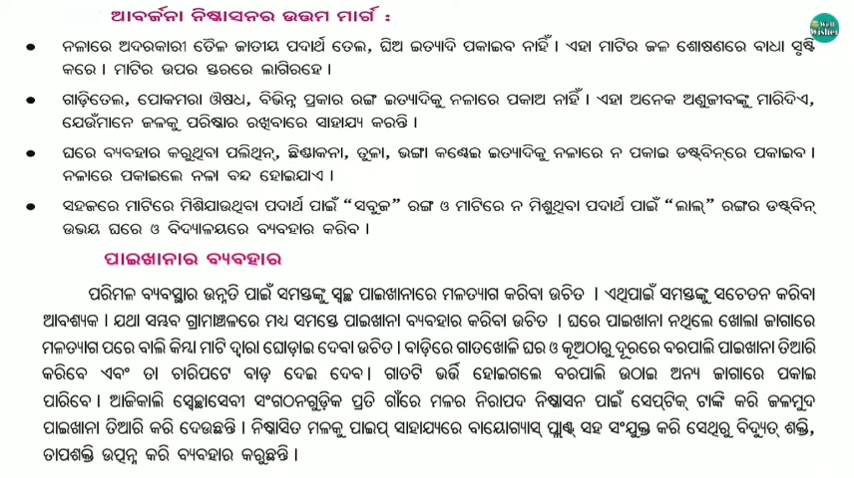 ଆବର୍ଜନା ନିଷ୍କାସନର ଉତ୍ତମ ମାର୍ଗ :
Well Wisher
• ନଳାରେ ଅଦରକାରୀ ତୈଳ ଜାତୀୟ ପଦାର୍ଥ ତେଲ, ଘିଅ ଇତ୍ୟାଦି ପକାଇବ ନାହିଁ । ଏହା ମାଟିର ଜଳ ଶୋଷଣରେ ବାଧା ସୃଷ୍ଟି
କରେ । ମାଟିର ଉପର ସ୍ତରରେ ଲାଗିରହେ ।
• ଗାଡ଼ିତେଲ, ପୋକମରା ଔଷଧ, ବିଭିନ୍ନ ପ୍ରକାର ରଙ୍ଗ ଇତ୍ୟାଦିକୁ ନଳାରେ ପକାଅ ନାହିଁ । ଏହା ଅନେକ ଅଣୁଜୀବଙ୍କୁ ମାରିଦିଏ,
ଯେଉଁମାନେ ଜଳକୁ ପରିଷ୍କାର ରଖିବାରେ ସାହାଯ୍ୟ କରନ୍ତି ।
• ଘରେ ବ୍ୟବହାର କରୁଥିବା ପଲିଥିନ୍, ଛିଣ୍ଡାକନା, ତୁଳା, ଭଙ୍ଗା କଣ୍ଢେଇ ଇତ୍ୟାଦିକୁ ନଳାରେ ନ ପକାଇ ଡଷ୍ଟବିନ୍‌ରେ ପକାଇବ ।
ନଳାରେ ପକାଇଲେ ନଳା ବନ୍ଦ ହୋଇଯାଏ ।
• ସହଜରେ ମାଟିରେ ମିଶିଯାଉଥିବା ପଦାର୍ଥ ପାଇଁ “ସବୁଜ” ରଙ୍ଗ ଓ ମାଟିରେ ନ ମିଶୁଥିବା ପଦାର୍ଥ ପାଇଁ “ଲାଲ୍” ରଙ୍ଗର ଡଷ୍ଟ୍‌ବିନ୍
ଉଭୟ ଘରେ ଓ ବିଦ୍ୟାଳୟରେ ବ୍ୟବହାର କରିବ ।
ପାଇଖାନାର ବ୍ୟବହାର
ପରିମଳ ବ୍ୟବସ୍ଥାର ଉନ୍ନତି ପାଇଁ ସମସ୍ତଙ୍କୁ ସ୍ୱଚ୍ଛ ପାଇଖାନାରେ ମଳତ୍ୟାଗ କରିବା ଉଚିତ । ଏଥିପାଇଁ ସମସ୍ତଙ୍କୁ ସଚେତନ କରିବା
ଆବଶ୍ୟକ । ଯଥା ସମ୍ଭବ ଗ୍ରାମାଞ୍ଚଳରେ ମଧ୍ୟ ସମସ୍ତେ ପାଇଖାନା ବ୍ୟବହାର କରିବା ଉଚିତ । ଘରେ ପାଇଖାନା ନଥିଲେ ଖୋଲା ଜାଗାରେ
ମଳତ୍ୟାଗ ପରେ ବାଲି କିମ୍ବା ମାଟି ଦ୍ୱାରା ଘୋଡ଼ାଇ ଦେବା ଉଚିତ । ବାଡ଼ିରେ ଗାତଖୋଳି ଘର ଓ କୂଅଠାରୁ ଦୂରରେ ବରପାଲି ପାଇଖାନା ତିଆରି
କରିବେ ଏବଂ ତା ଚାରିପଟେ ବାଡ଼ ଦେଇ ଦେବ । ଗାତଟି ଭର୍ତ୍ତି ହୋଇଗଲେ ବରପାଲି ଉଠାଇ ଅନ୍ୟ ଜାଗାରେ ପକାଇ
ପାରିବେ । ଆଜିକାଲି ସ୍ୱେଚ୍ଛାସେବୀ ସଂଗଠନଗୁଡ଼ିକ ପ୍ରତି ଗାଁରେ ମଳର ନିରାପଦ ନିଷ୍କାସନ ପାଇଁ ସେପ୍‌ଟିକ୍ ଟାଙ୍କି କରି ଜଳମୁଦ
ପାଇଖାନା ତିଆରି କରି ଦେଉଛନ୍ତି । ନିଷ୍କାସିତ ମଳକୁ ପାଇପ୍ ସାହାଯ୍ୟରେ ବାୟୋଗ୍ୟାସ୍ ପ୍ଲାଣ୍ଟ୍ ସହ ସଂଯୁକ୍ତ କରି ସେଥିରୁ ବିଦ୍ୟୁତ୍ ଶକ୍ତି,
ତାପଶକ୍ତି ଉତ୍ପନ୍ନ କରି ବ୍ୟବହାର କରୁଛନ୍ତି ।